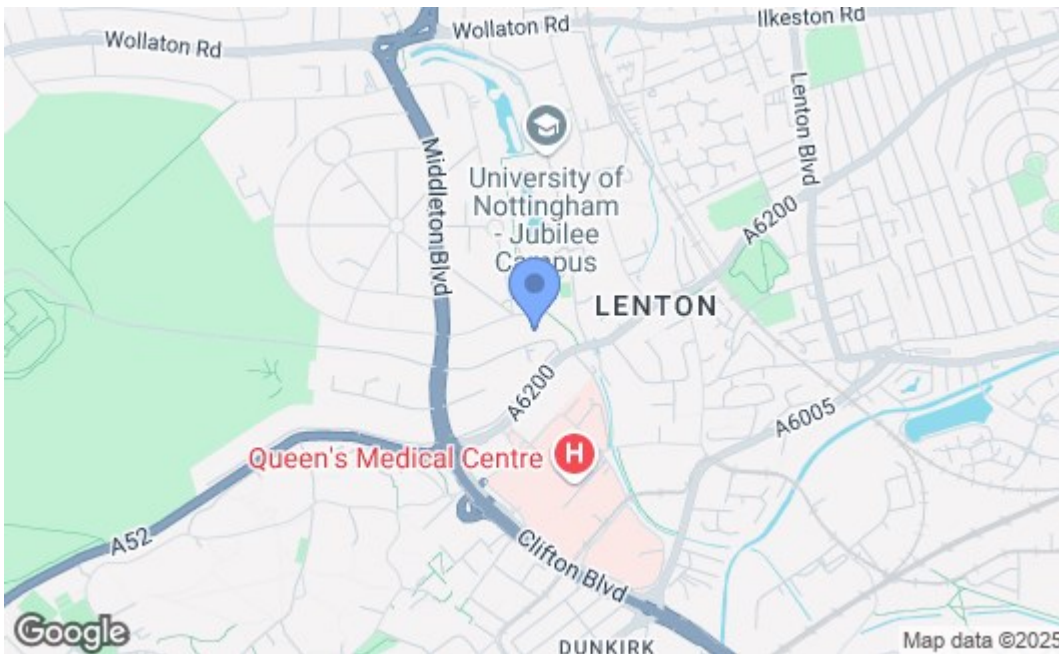 Ilkeston Rd
Wollaton Rd
Wollaton Rd
Lenton Blvd
Middleton Blvd
University of
Nottingham
- Jubilee
Campus
A6200
LENTON
A6200
A6005
Queen's Medical Centre
H
A52
Clifton Blvd
DUNKIRK
Google
Map data ©2025